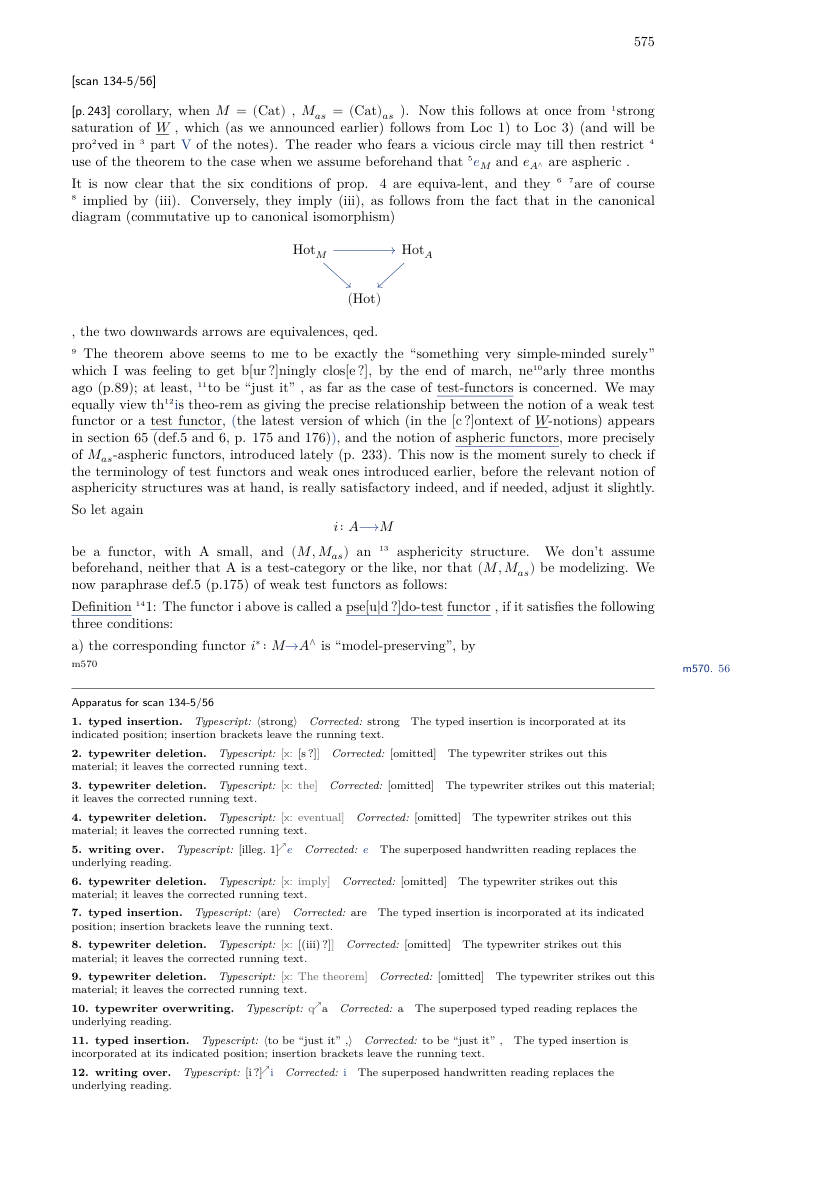 575
[scan 134-5/56]
[p. 243] corollary, when M = (Cat) , M_as = (Cat)_as ). Now this follows at once from ¹strong
saturation of W , which (as we announced earlier) follows from Loc 1) to Loc 3) (and will be
pro²ved in ³ part V of the notes). The reader who fears a vicious circle may till then restrict ⁴
use of the theorem to the case when we assume beforehand that ⁵e_M and e_A^ are aspheric .
It is now clear that the six conditions of prop. 4 are equiva-lent, and they ⁶ ⁷are of course
⁸ implied by (iii). Conversely, they imply (iii), as follows from the fact that in the canonical
diagram (commutative up to canonical isomorphism)
Hot_M ⟶ Hot_A
(Hot)
, the two downwards arrows are equivalences, qed.
⁹ The theorem above seems to me to be exactly the “something very simple-minded surely”
which I was feeling to get b[ur ?]ningly clos[e ?], by the end of march, ne¹⁰arly three months
ago (p.89); at least, ¹¹to be “just it” , as far as the case of test-functors is concerned. We may
equally view th¹²is theo-rem as giving the precise relationship between the notion of a weak test
functor or a test functor, (the latest version of which (in the [c ?]ontext of W-notions) appears
in section 65 (def.5 and 6, p. 175 and 176)), and the notion of aspheric functors, more precisely
of M_as-aspheric functors, introduced lately (p. 233). This now is the moment surely to check if
the terminology of test functors and weak ones introduced earlier, before the relevant notion of
asphericity structures was at hand, is really satisfactory indeed, and if needed, adjust it slightly.
So let again
i: A⟶M
be a functor, with A small, and (M, M_as) an ¹³ asphericity structure. We don’t assume
beforehand, neither that A is a test-category or the like, nor that (M, M_as) be modelizing. We
now paraphrase def.5 (p.175) of weak test functors as follows:
Definition ¹⁴1: The functor i above is called a pse[u|d ?]do-test functor , if it satisfies the following
three conditions:
a) the corresponding functor i*: M→A^ is “model-preserving”, by
m570
m570. 56
Apparatus for scan 134-5/56
1. typed insertion. Typescript: ⟨strong⟩ Corrected: strong The typed insertion is incorporated at its
indicated position; insertion brackets leave the running text.
2. typewriter deletion. Typescript: [x: [s ?]] Corrected: [omitted] The typewriter strikes out this
material; it leaves the corrected running text.
3. typewriter deletion. Typescript: [x: the] Corrected: [omitted] The typewriter strikes out this material;
it leaves the corrected running text.
4. typewriter deletion. Typescript: [x: eventual] Corrected: [omitted] The typewriter strikes out this
material; it leaves the corrected running text.
5. writing over. Typescript: [illeg. 1]↗e Corrected: e The superposed handwritten reading replaces the
underlying reading.
6. typewriter deletion. Typescript: [x: imply] Corrected: [omitted] The typewriter strikes out this
material; it leaves the corrected running text.
7. typed insertion. Typescript: ⟨are⟩ Corrected: are The typed insertion is incorporated at its indicated
position; insertion brackets leave the running text.
8. typewriter deletion. Typescript: [x: [(iii) ?]] Corrected: [omitted] The typewriter strikes out this
material; it leaves the corrected running text.
9. typewriter deletion. Typescript: [x: The theorem] Corrected: [omitted] The typewriter strikes out this
material; it leaves the corrected running text.
10. typewriter overwriting. Typescript: q↗a Corrected: a The superposed typed reading replaces the
underlying reading.
11. typed insertion. Typescript: ⟨to be “just it” ,⟩ Corrected: to be “just it” , The typed insertion is
incorporated at its indicated position; insertion brackets leave the running text.
12. writing over. Typescript: [i ?]↗i Corrected: i The superposed handwritten reading replaces the
underlying reading.